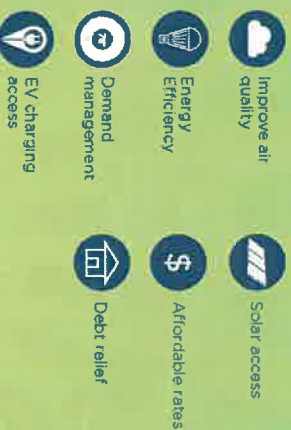 Improve air
quality
Energy
Efficiency
Demand
management
EV charging
access
Solar access
$
Affordable rates
Debt relief